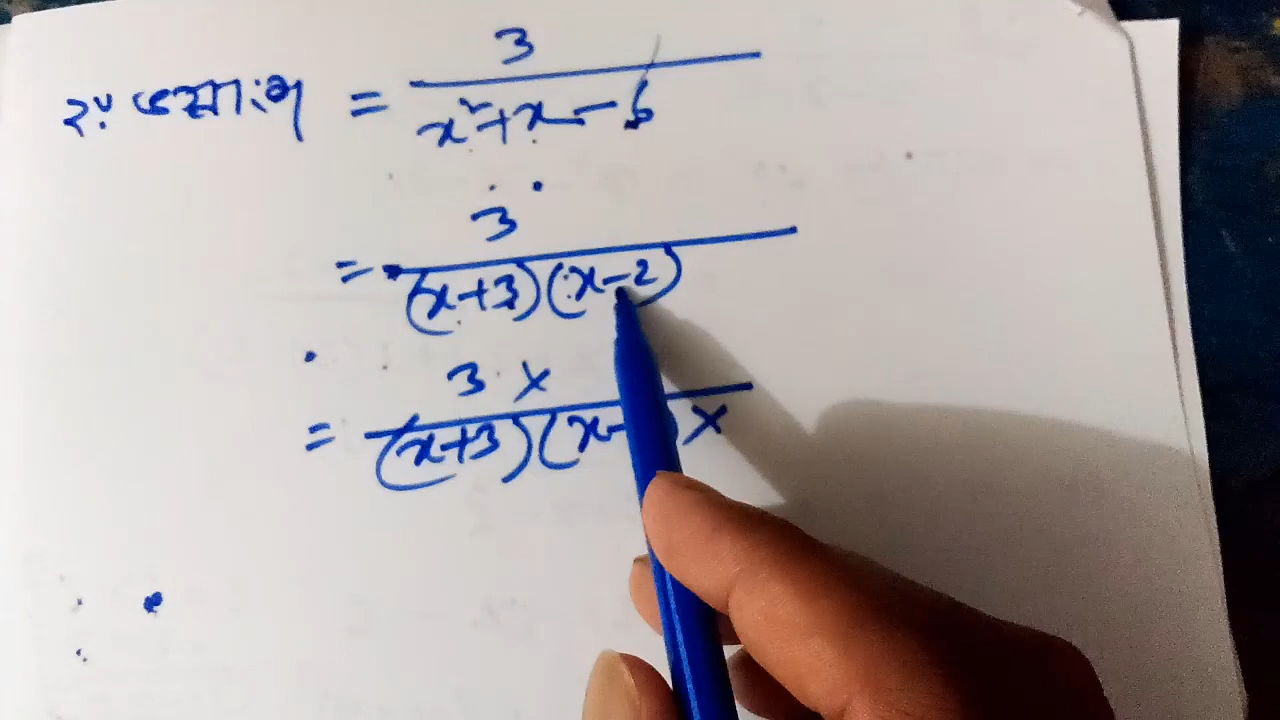 ২য় ভগ্নাংশ = 3 / x² + x - 6
= 3 / (x+3)(x-2)
= 3 × / (x+3)(x- ) ×